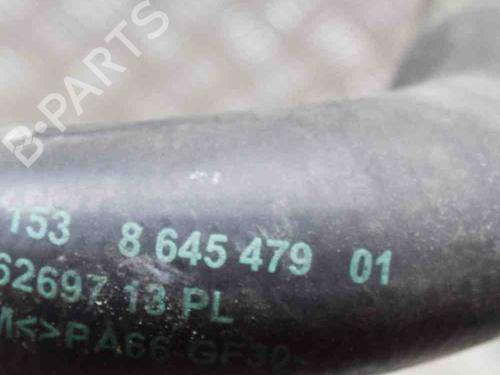 B-PARTS
153 8 645 479 01
62697 13 PL
M<>PA66 GF30